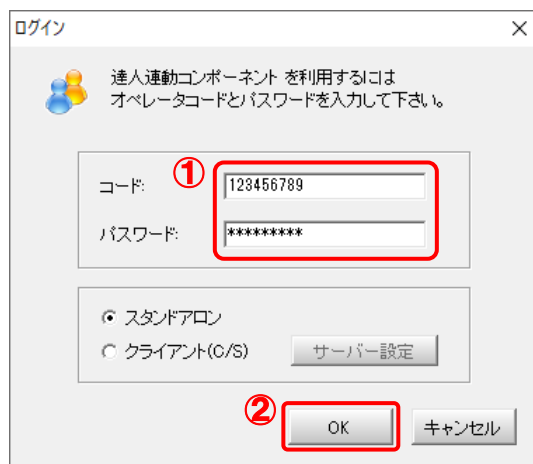 ログイン
達人連動コンポーネント を利用するには
オペレータコードとパスワードを入力して下さい。
①
コード: 123456789
パスワード: *********
スタンドアロン
クライアント(C/S) サーバー設定
②
OK キャンセル